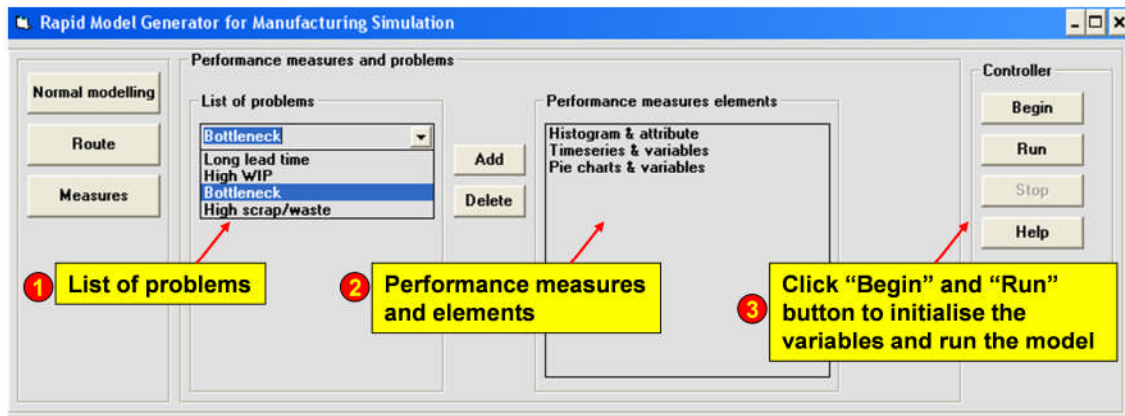 Rapid Model Generator for Manufacturing Simulation
Normal modelling
Route
Measures
Performance measures and problems
List of problems
Bottleneck
Long lead time
High WIP
Bottleneck
High scrap/waste
Add
Delete
Performance measures elements
Histogram & attribute
Timeseries & variables
Pie charts & variables
Controller
Begin
Run
Stop
Help
1 List of problems
2 Performance measures
and elements
3 Click “Begin” and “Run”
button to initialise the
variables and run the model